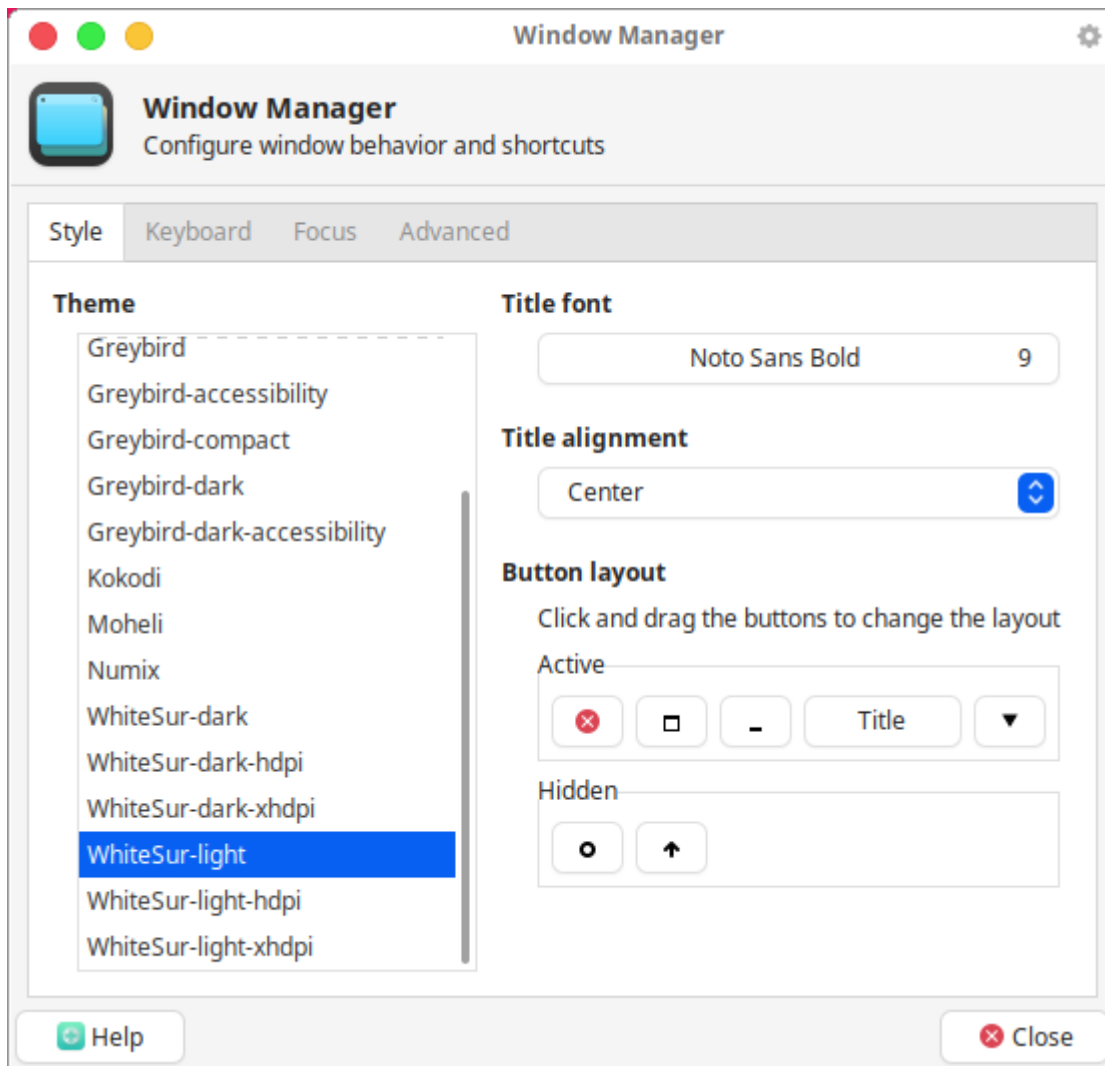 Window Manager
Window Manager
Configure window behavior and shortcuts
Style Keyboard Focus Advanced
Theme
Greybird
Greybird-accessibility
Greybird-compact
Greybird-dark
Greybird-dark-accessibility
Kokodi
Moheli
Numix
WhiteSur-dark
WhiteSur-dark-hdpi
WhiteSur-dark-xhdpi
WhiteSur-light
WhiteSur-light-hdpi
WhiteSur-light-xhdpi
Title font
Noto Sans Bold 9
Title alignment
Center
Button layout
Click and drag the buttons to change the layout
Active
Title
Hidden
Help
Close